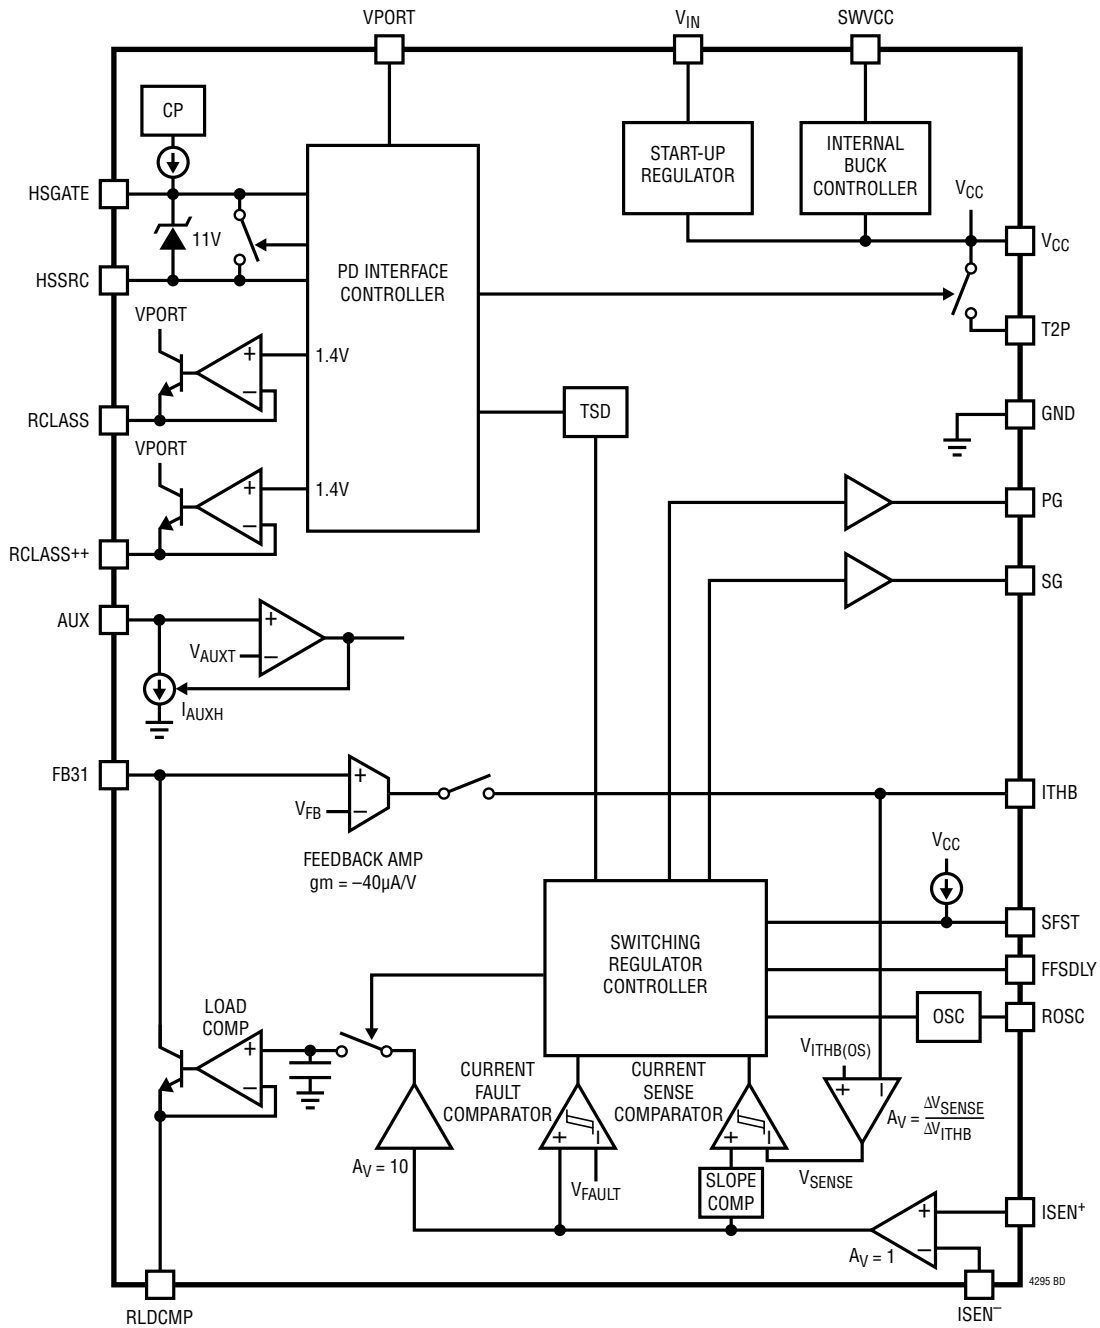 VPORT
VIN
SWVCC
CP
START-UP
REGULATOR
INTERNAL
BUCK
CONTROLLER
HSGATE
VCC
11V
VCC
HSSRC
PD INTERFACE
CONTROLLER
VPORT
T2P
+
1.4V
−
RCLASS
TSD
GND
VPORT
+
1.4V
−
PG
RCLASS++
SG
AUX
+
VAUXT
−
IAUXH
FB31
+
VFB
−
ITHB
FEEDBACK AMP
gm = −40µA/V
VCC
SFST
SWITCHING
REGULATOR
CONTROLLER
FFSDLY
LOAD
COMP
OSC
ROSC
+
−
VITHB(OS)
CURRENT
FAULT
COMPARATOR
CURRENT
SENSE
COMPARATOR
+
−
AV = ΔVSENSE
ΔVITHB
+
−
+
−
AV = 10
VFAULT
SLOPE
COMP
VSENSE
+
ISEN+
−
AV = 1
RLDCMP
ISEN−
4295 BD